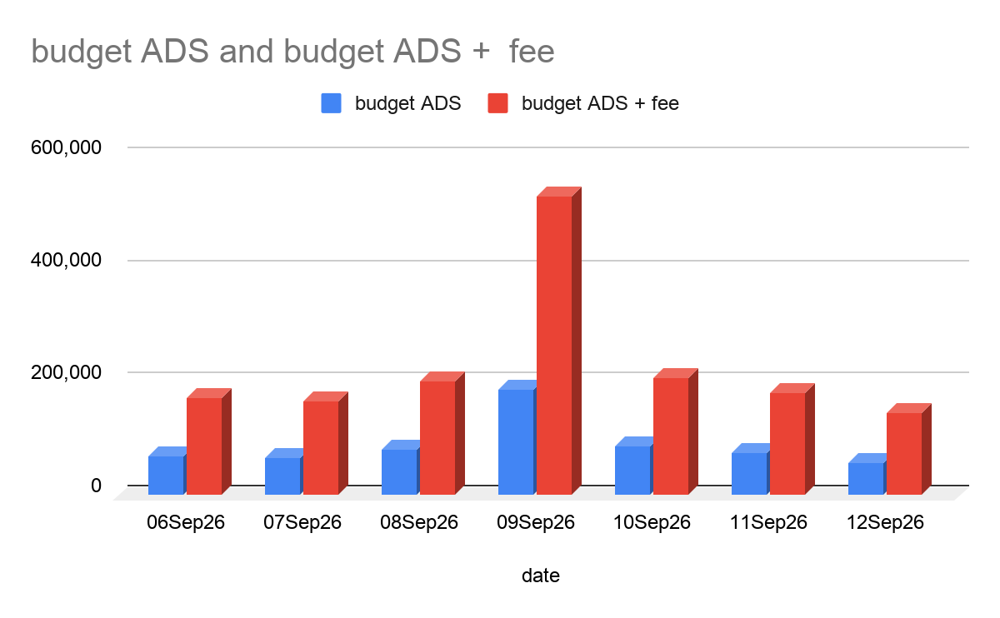 budget ADS and budget ADS +  fee
budget ADS budget ADS + fee
600,000
400,000
200,000
0
06Sep26 07Sep26 08Sep26 09Sep26 10Sep26 11Sep26 12Sep26
date